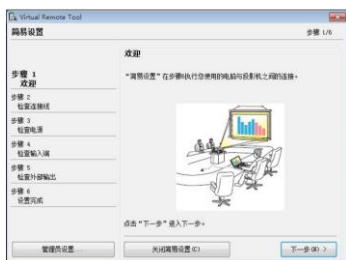 Virtual Remote Tool
简易设置
步骤 1/6
步骤 1
欢迎
步骤 2
检查连接线
步骤 3
检查电源
步骤 4
检查输入端
步骤 5
检查外部输出
步骤 6
设置完成
欢迎
“简易设置”在步骤6执行您使用的电脑与投影机之间的连接。
点击“下一步”进入下一步。
管理员设置...
关闭简易设置(C)
下一步(N) >